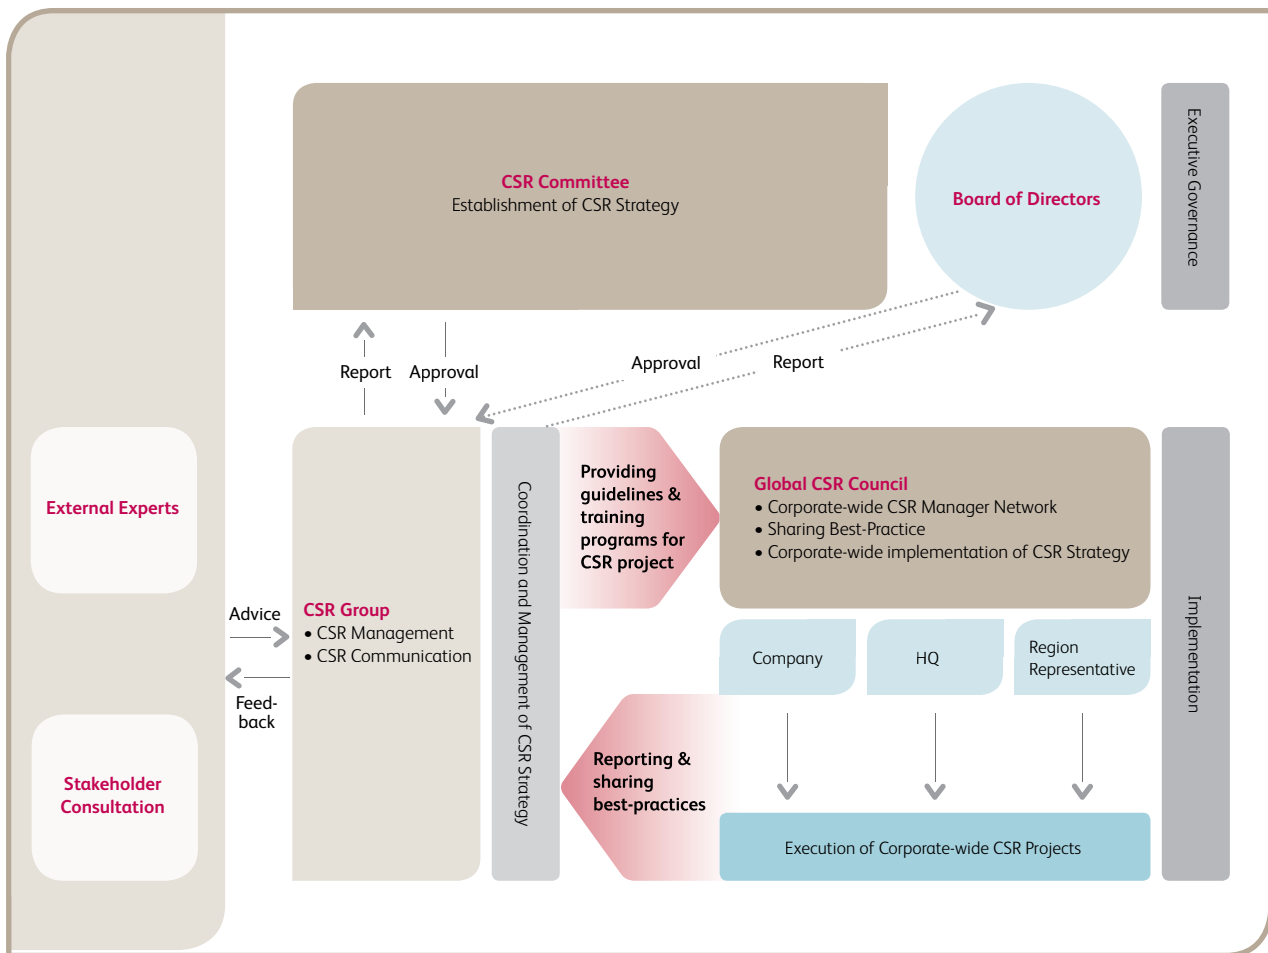 CSR Committee
Establishment of CSR Strategy
Board of Directors
Executive Governance
Report
Approval
Approval
Report
External Experts
Stakeholder
Consultation
Advice
Feed-
back
CSR Group
• CSR Management
• CSR Communication
Coordination and Management of CSR Strategy
Providing
guidelines &
training
programs for
CSR project
Global CSR Council
• Corporate-wide CSR Manager Network
• Sharing Best-Practice
• Corporate-wide implementation of CSR Strategy
Company
HQ
Region
Representative
Reporting &
sharing
best-practices
Execution of Corporate-wide CSR Projects
Implementation